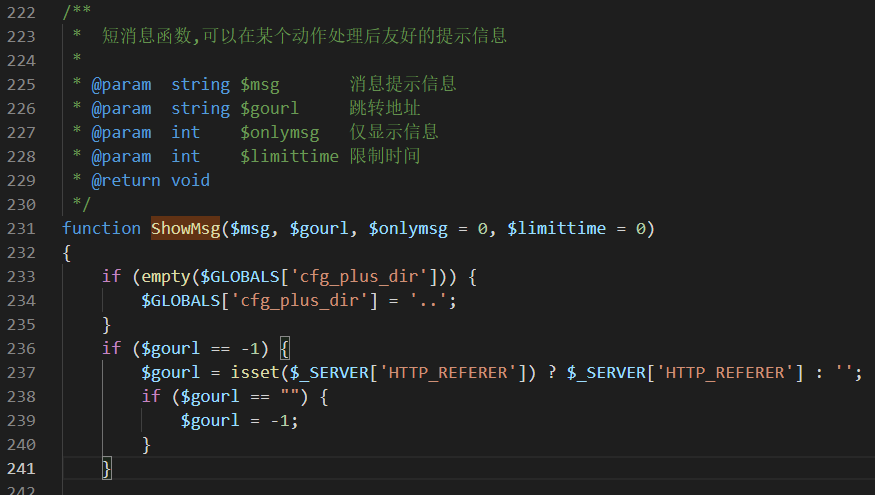 222 /**
223  *  短消息函数,可以在某个动作处理后友好的提示信息
224  *
225  * @param  string $msg       消息提示信息
226  * @param  string $gourl     跳转地址
227  * @param  int    $onlymsg   仅显示信息
228  * @param  int    $limittime 限制时间
229  * @return void
230  */
231 function ShowMsg($msg, $gourl, $onlymsg = 0, $limittime = 0)
232 {
233     if (empty($GLOBALS['cfg_plus_dir'])) {
234         $GLOBALS['cfg_plus_dir'] = '..';
235     }
236     if ($gourl == -1) {
237         $gourl = isset($_SERVER['HTTP_REFERER']) ? $_SERVER['HTTP_REFERER'] : '';
238         if ($gourl == "") {
239             $gourl = -1;
240         }
241     }
242